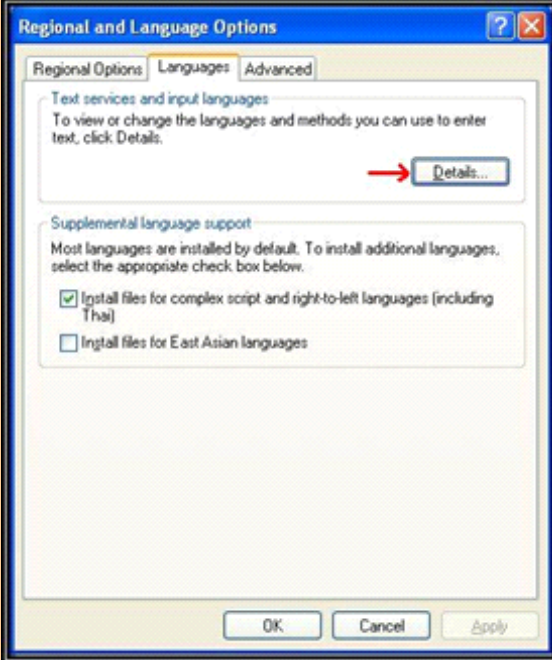 Regional and Language Options
Regional Options Languages Advanced
Text services and input languages
To view or change the languages and methods you can use to enter
text, click Details.
Details...
Supplemental language support
Most languages are installed by default. To install additional languages,
select the appropriate check box below.
Install files for complex script and right-to-left languages (including
Thai)
Install files for East Asian languages
OK Cancel Apply